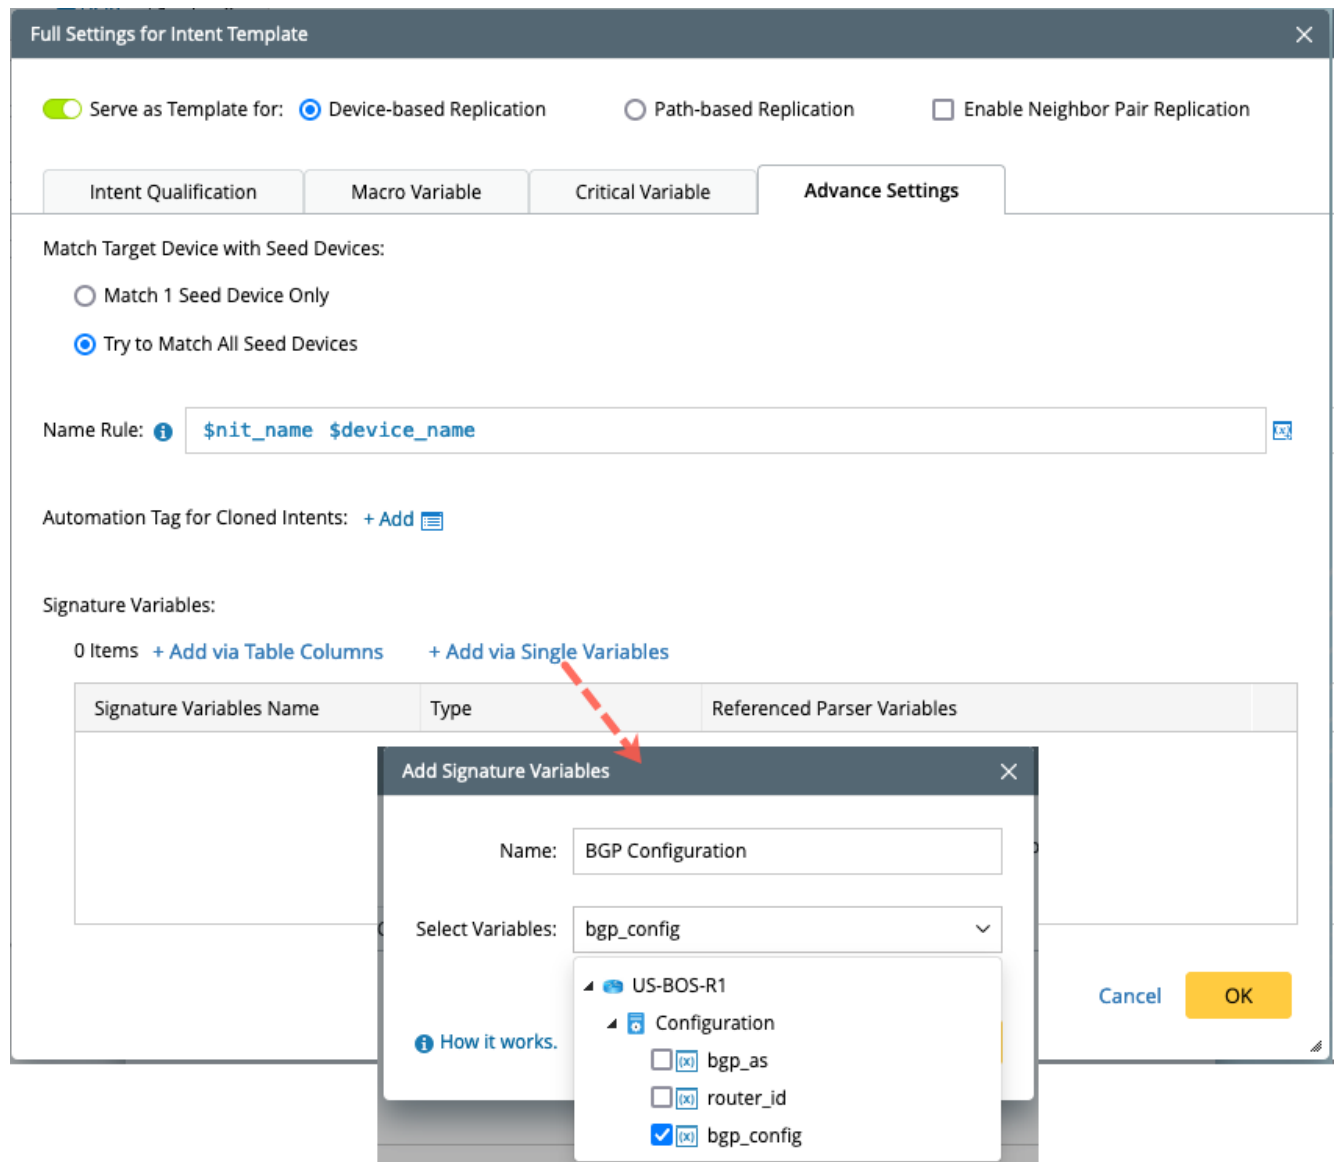 Full Settings for Intent Template
Serve as Template for: Device-based Replication Path-based Replication Enable Neighbor Pair Replication
Intent Qualification Macro Variable Critical Variable Advance Settings
Match Target Device with Seed Devices:
Match 1 Seed Device Only
Try to Match All Seed Devices
Name Rule: $nit_name $device_name
Automation Tag for Cloned Intents: + Add
Signature Variables:
0 Items + Add via Table Columns + Add via Single Variables
Signature Variables Name Type Referenced Parser Variables
Add Signature Variables
Name: BGP Configuration
Select Variables: bgp_config
US-BOS-R1
Cancel OK
Configuration
How it works.
bgp_as
router_id
bgp_config